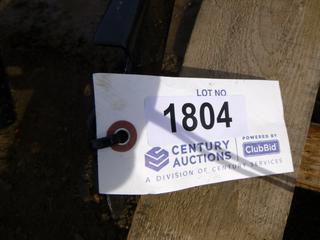 LOT NO.
1804
CENTURY
AUCTIONS
POWERED BY
ClubBid
A DIVISION OF CENTURY SERVICES